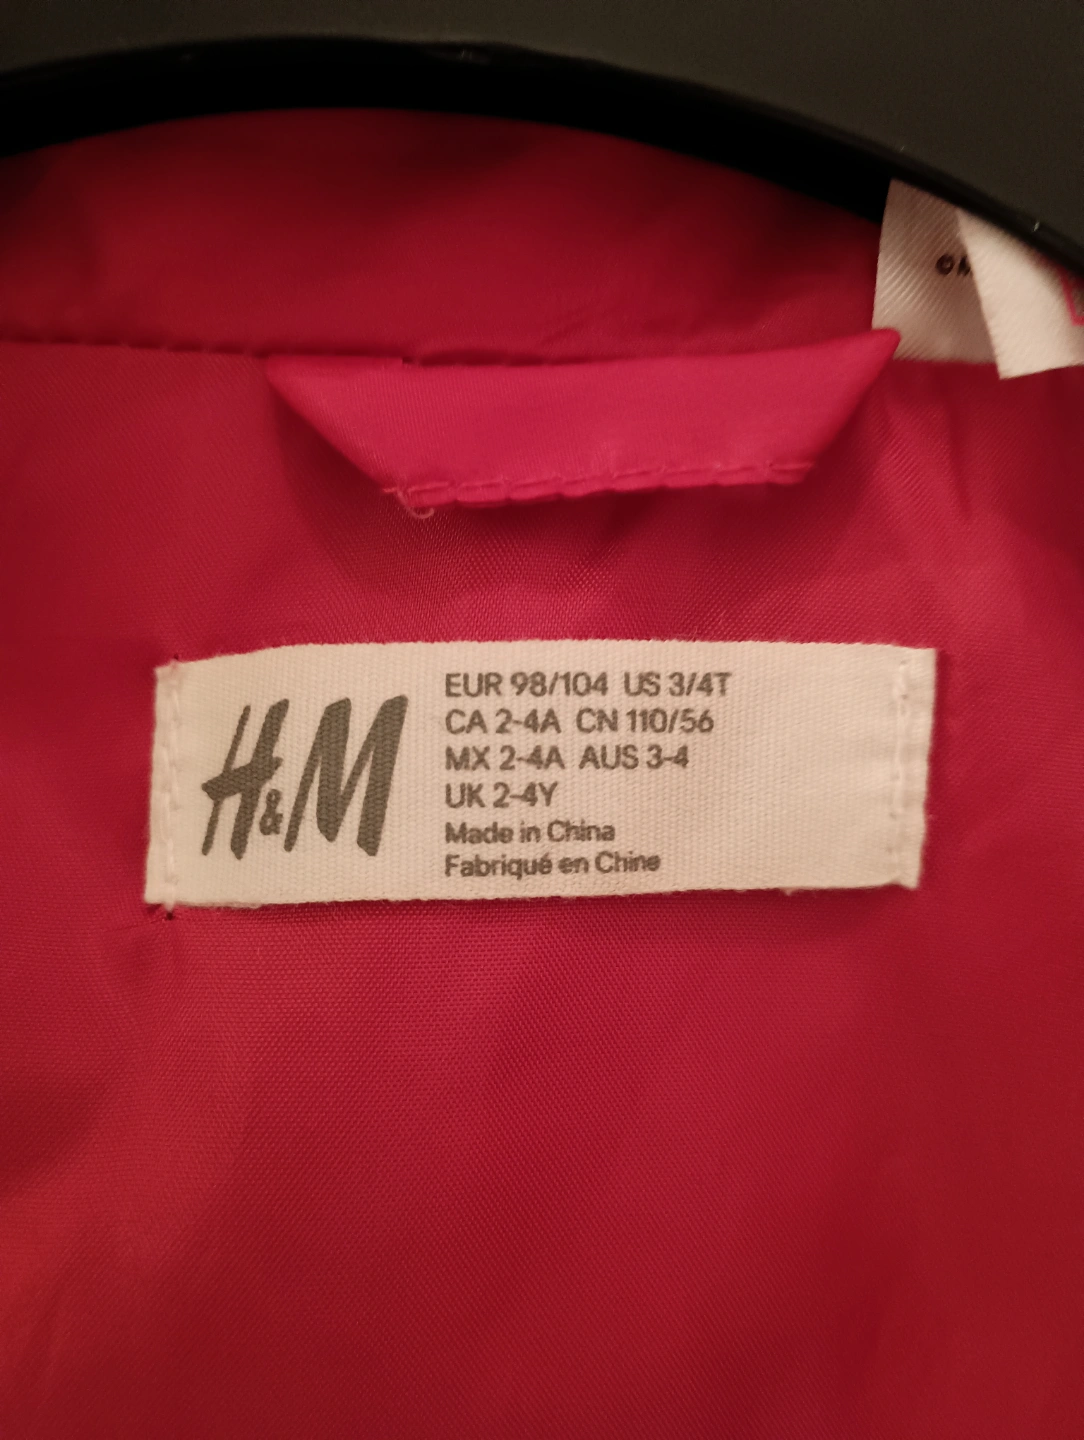 H&M
EUR 98/104 US 3/4T
CA 2-4A CN 110/56
MX 2-4A AUS 3-4
UK 2-4Y
Made in China
Fabriqué en Chine